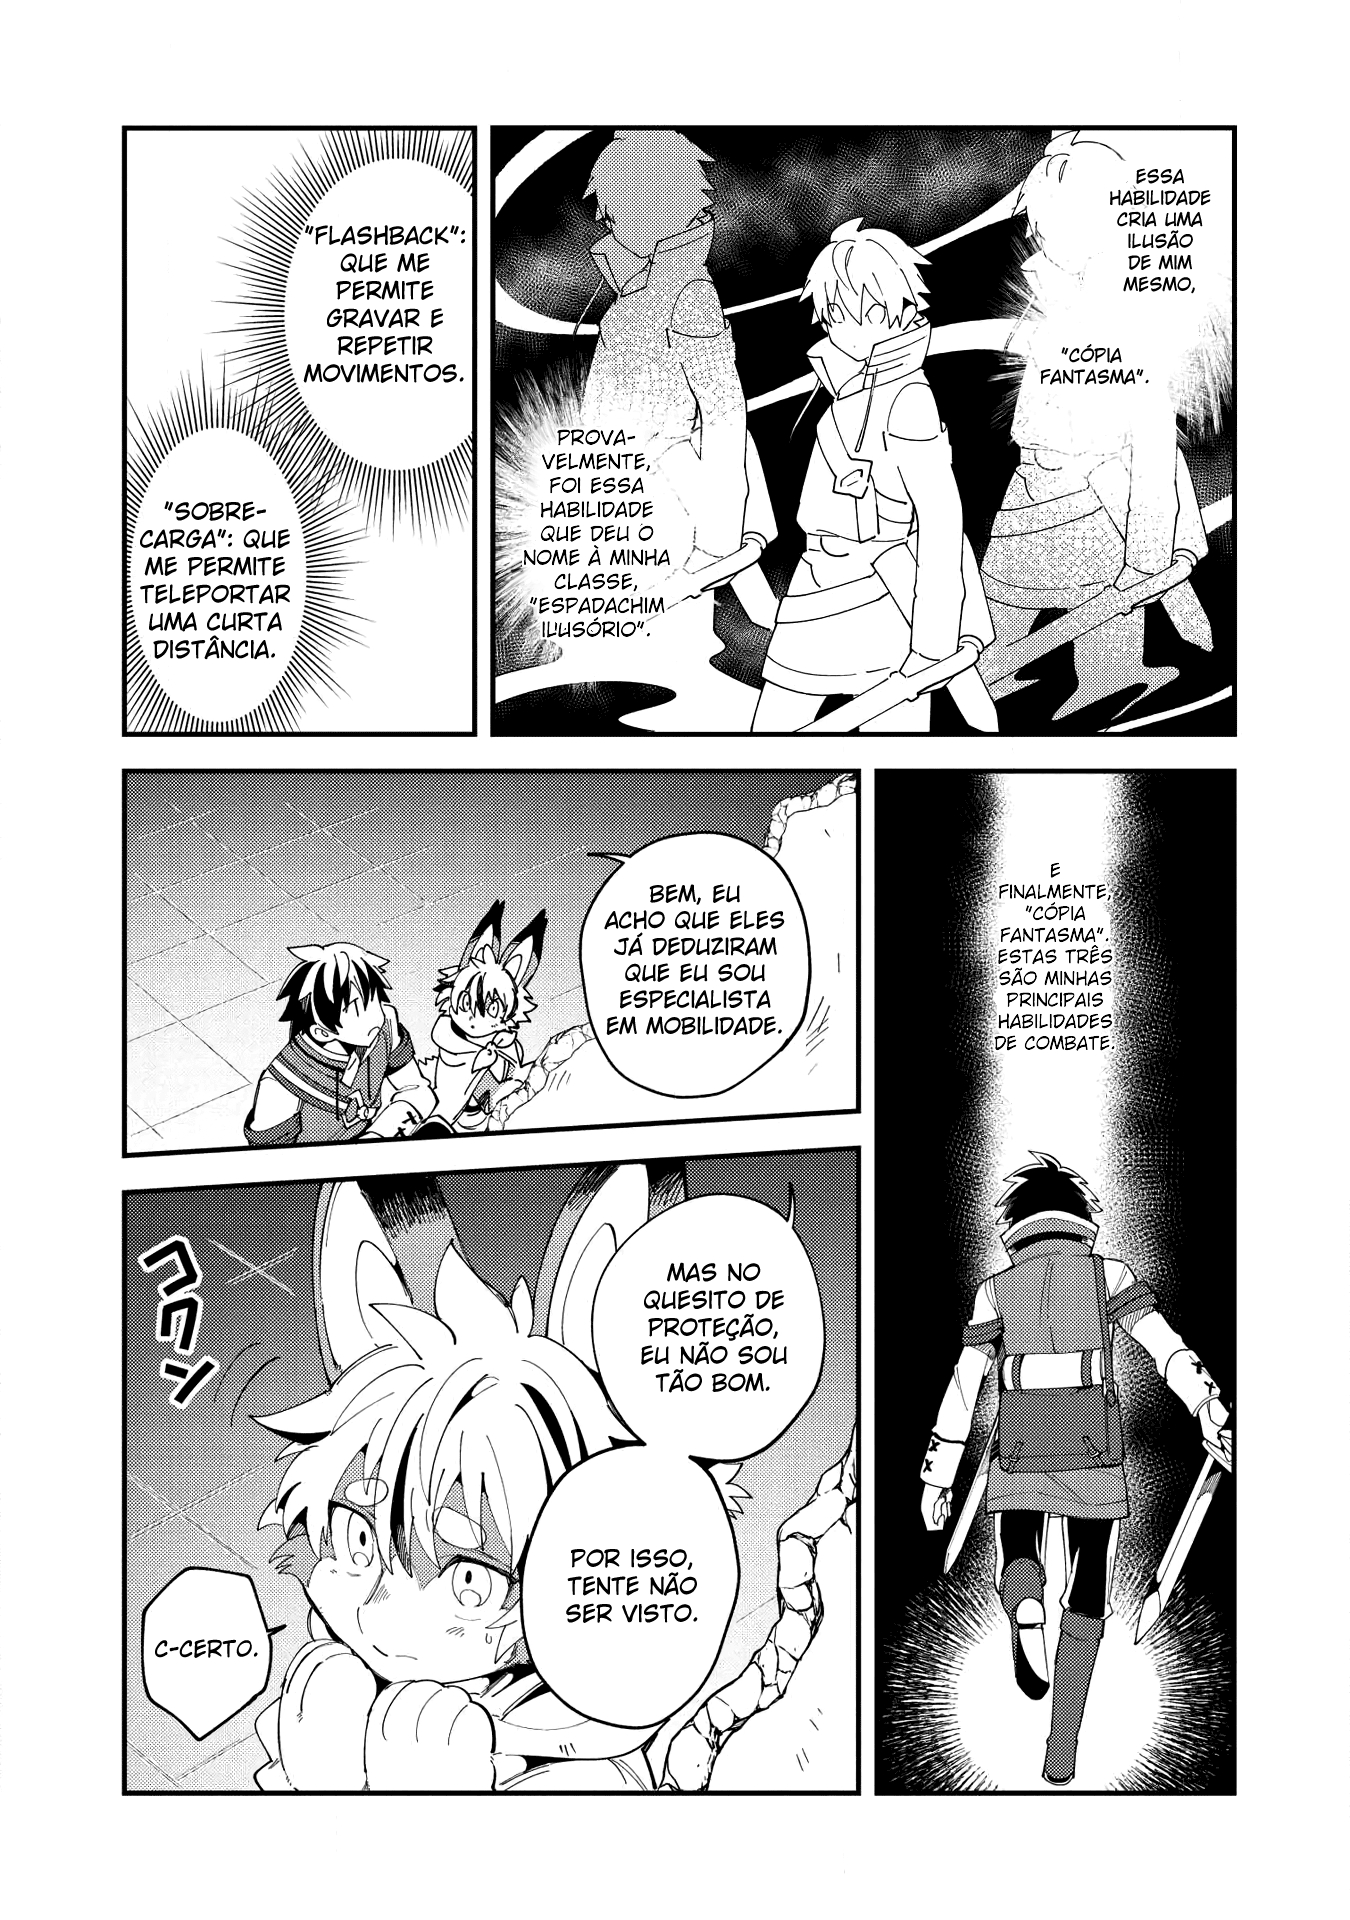 ESSA
HABILIDADE
CRIA UMA
ILUSÃO
DE MIM
MESMO,
"CÓPIA
FANTASMA".
PROVA-
VELMENTE,
FOI ESSA
HABILIDADE
QUE DEU O
NOME À MINHA
CLASSE,
"ESPADACHIM
ILUSÓRIO".
"FLASHBACK":
QUE ME
PERMITE
GRAVAR E
REPETIR
MOVIMENTOS.
"SOBRE-
CARGA": QUE
ME PERMITE
TELEPORTAR
UMA CURTA
DISTÂNCIA.
E
FINALMENTE,
"CÓPIA
FANTASMA".
ESTAS TRÊS
SÃO MINHAS
PRINCIPAIS
HABILIDADES
DE COMBATE.
BEM, EU
ACHO QUE ELES
JÁ DEDUZIRAM
QUE EU SOU
ESPECIALISTA
EM MOBILIDADE.
MAS NO
QUESITO DE
PROTEÇÃO,
EU NÃO SOU
TÃO BOM.
POR ISSO,
TENTE NÃO
SER VISTO.
コクン
C-CERTO.